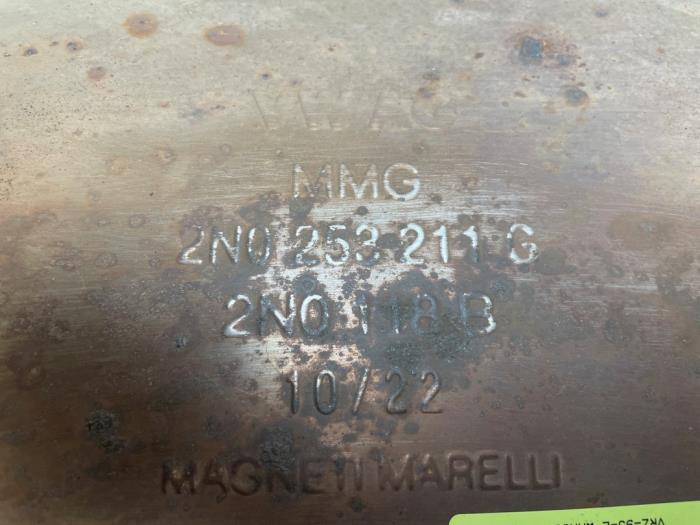 VW AG
MMG
2N0 253 211 G
2N0 118 B
10/22
MAGNETI MARELLI